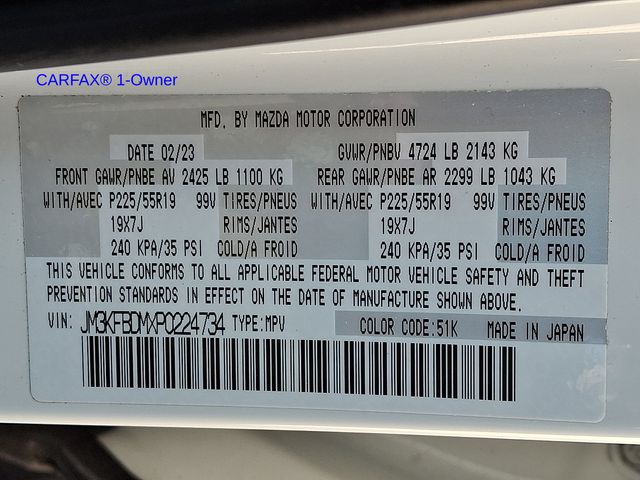 CARFAX® 1-Owner
MFD. BY MAZDA MOTOR CORPORATION
DATE 02/23 GVWR/PNBV 4724 LB 2143 KG
FRONT GAWR/PNBE AV 2425 LB 1100 KG REAR GAWR/PNBE AR 2299 LB 1043 KG
WITH/AVEC P225/55R19 99V TIRES/PNEUS WITH/AVEC P225/55R19 99V TIRES/PNEUS
19X7J RIMS/JANTES 19X7J RIMS/JANTES
240 KPA/35 PSI COLD/A FROID 240 KPA/35 PSI COLD/A FROID
THIS VEHICLE CONFORMS TO ALL APPLICABLE FEDERAL MOTOR VEHICLE SAFETY AND THEFT
PREVENTION STANDARDS IN EFFECT ON THE DATE OF MANUFACTURE SHOWN ABOVE.
VIN: JM3KFBDMXP0224734 TYPE:MPV COLOR CODE:51K MADE IN JAPAN